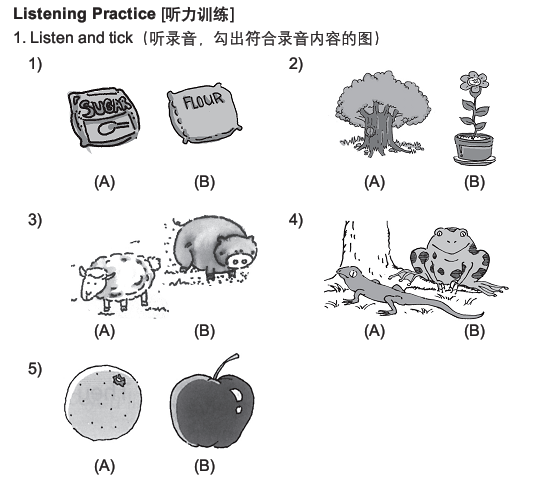 Listening Practice [听力训练]
1. Listen and tick（听录音，勾出符合录音内容的图）
1)
SUGAR
FLOUR
(A)
(B)
2)
(A)
(B)
3)
(A)
(B)
4)
(A)
(B)
5)
(A)
(B)